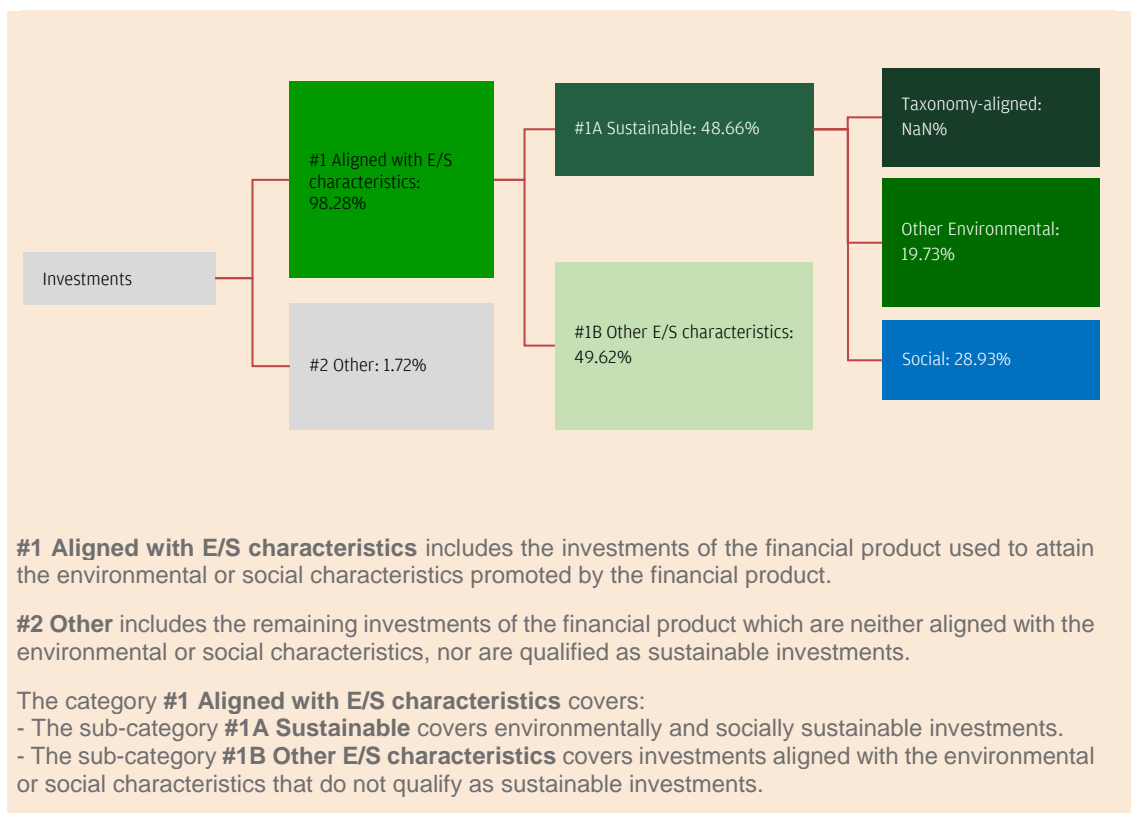 Investments
#1 Aligned with E/S
characteristics:
98.28%
#2 Other: 1.72%
#1A Sustainable: 48.66%
#1B Other E/S characteristics:
49.62%
Taxonomy-aligned:
NaN%
Other Environmental:
19.73%
Social: 28.93%
#1 Aligned with E/S characteristics includes the investments of the financial product used to attain
the environmental or social characteristics promoted by the financial product.
#2 Other includes the remaining investments of the financial product which are neither aligned with the
environmental or social characteristics, nor are qualified as sustainable investments.
The category #1 Aligned with E/S characteristics covers:
- The sub-category #1A Sustainable covers environmentally and socially sustainable investments.
- The sub-category #1B Other E/S characteristics covers investments aligned with the environmental
or social characteristics that do not qualify as sustainable investments.